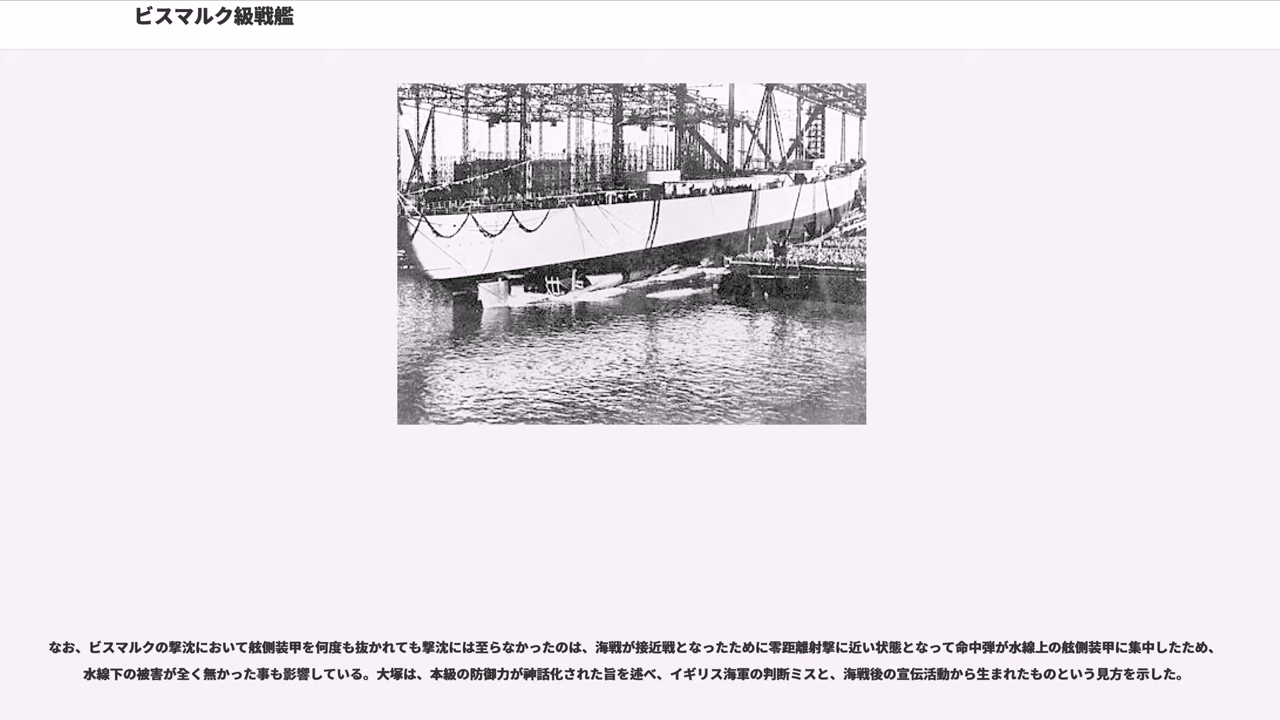 ビスマルク級戦艦
なお、ビスマルクの撃沈において舷側装甲を何度も抜かれても撃沈には至らなかったのは、海戦が接近戦となったために零距離射撃に近い状態となって命中弾が水線上の舷側装甲に集中したため、
水線下の被害が全く無かった事も影響している。大塚は、本級の防御力が神話化された旨を述べ、イギリス海軍の判断ミスと、海戦後の宣伝活動から生まれたものという見方を示した。